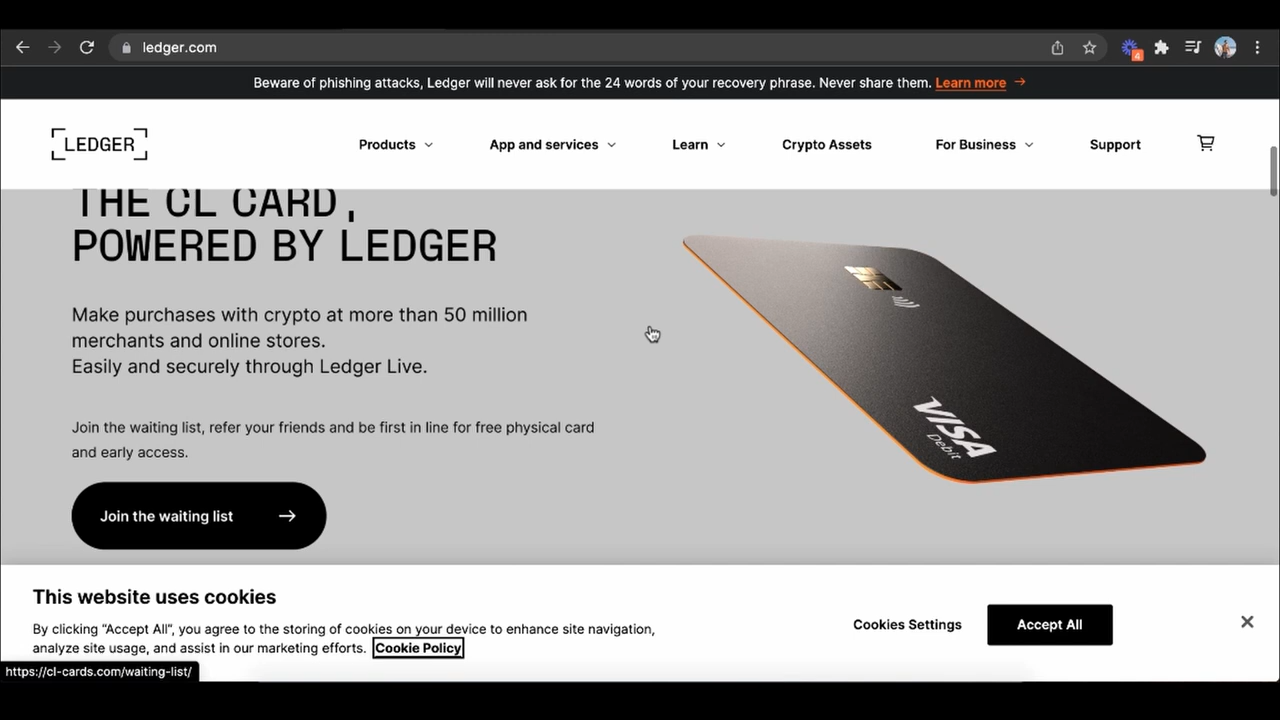 ledger.com
4
Beware of phishing attacks, Ledger will never ask for the 24 words of your recovery phrase. Never share them. Learn more →
LEDGER
Products
App and services
Learn
Crypto Assets
For Business
Support
THE CL CARD,
POWERED BY LEDGER
Make purchases with crypto at more than 50 million
merchants and online stores.
Easily and securely through Ledger Live.
Join the waiting list, refer your friends and be first in line for free physical card
and early access.
Join the waiting list →
VISA
Debit
This website uses cookies
By clicking “Accept All”, you agree to the storing of cookies on your device to enhance site navigation,
analyze site usage, and assist in our marketing efforts. Cookie Policy
Cookies Settings
Accept All
https://cl-cards.com/waiting-list/